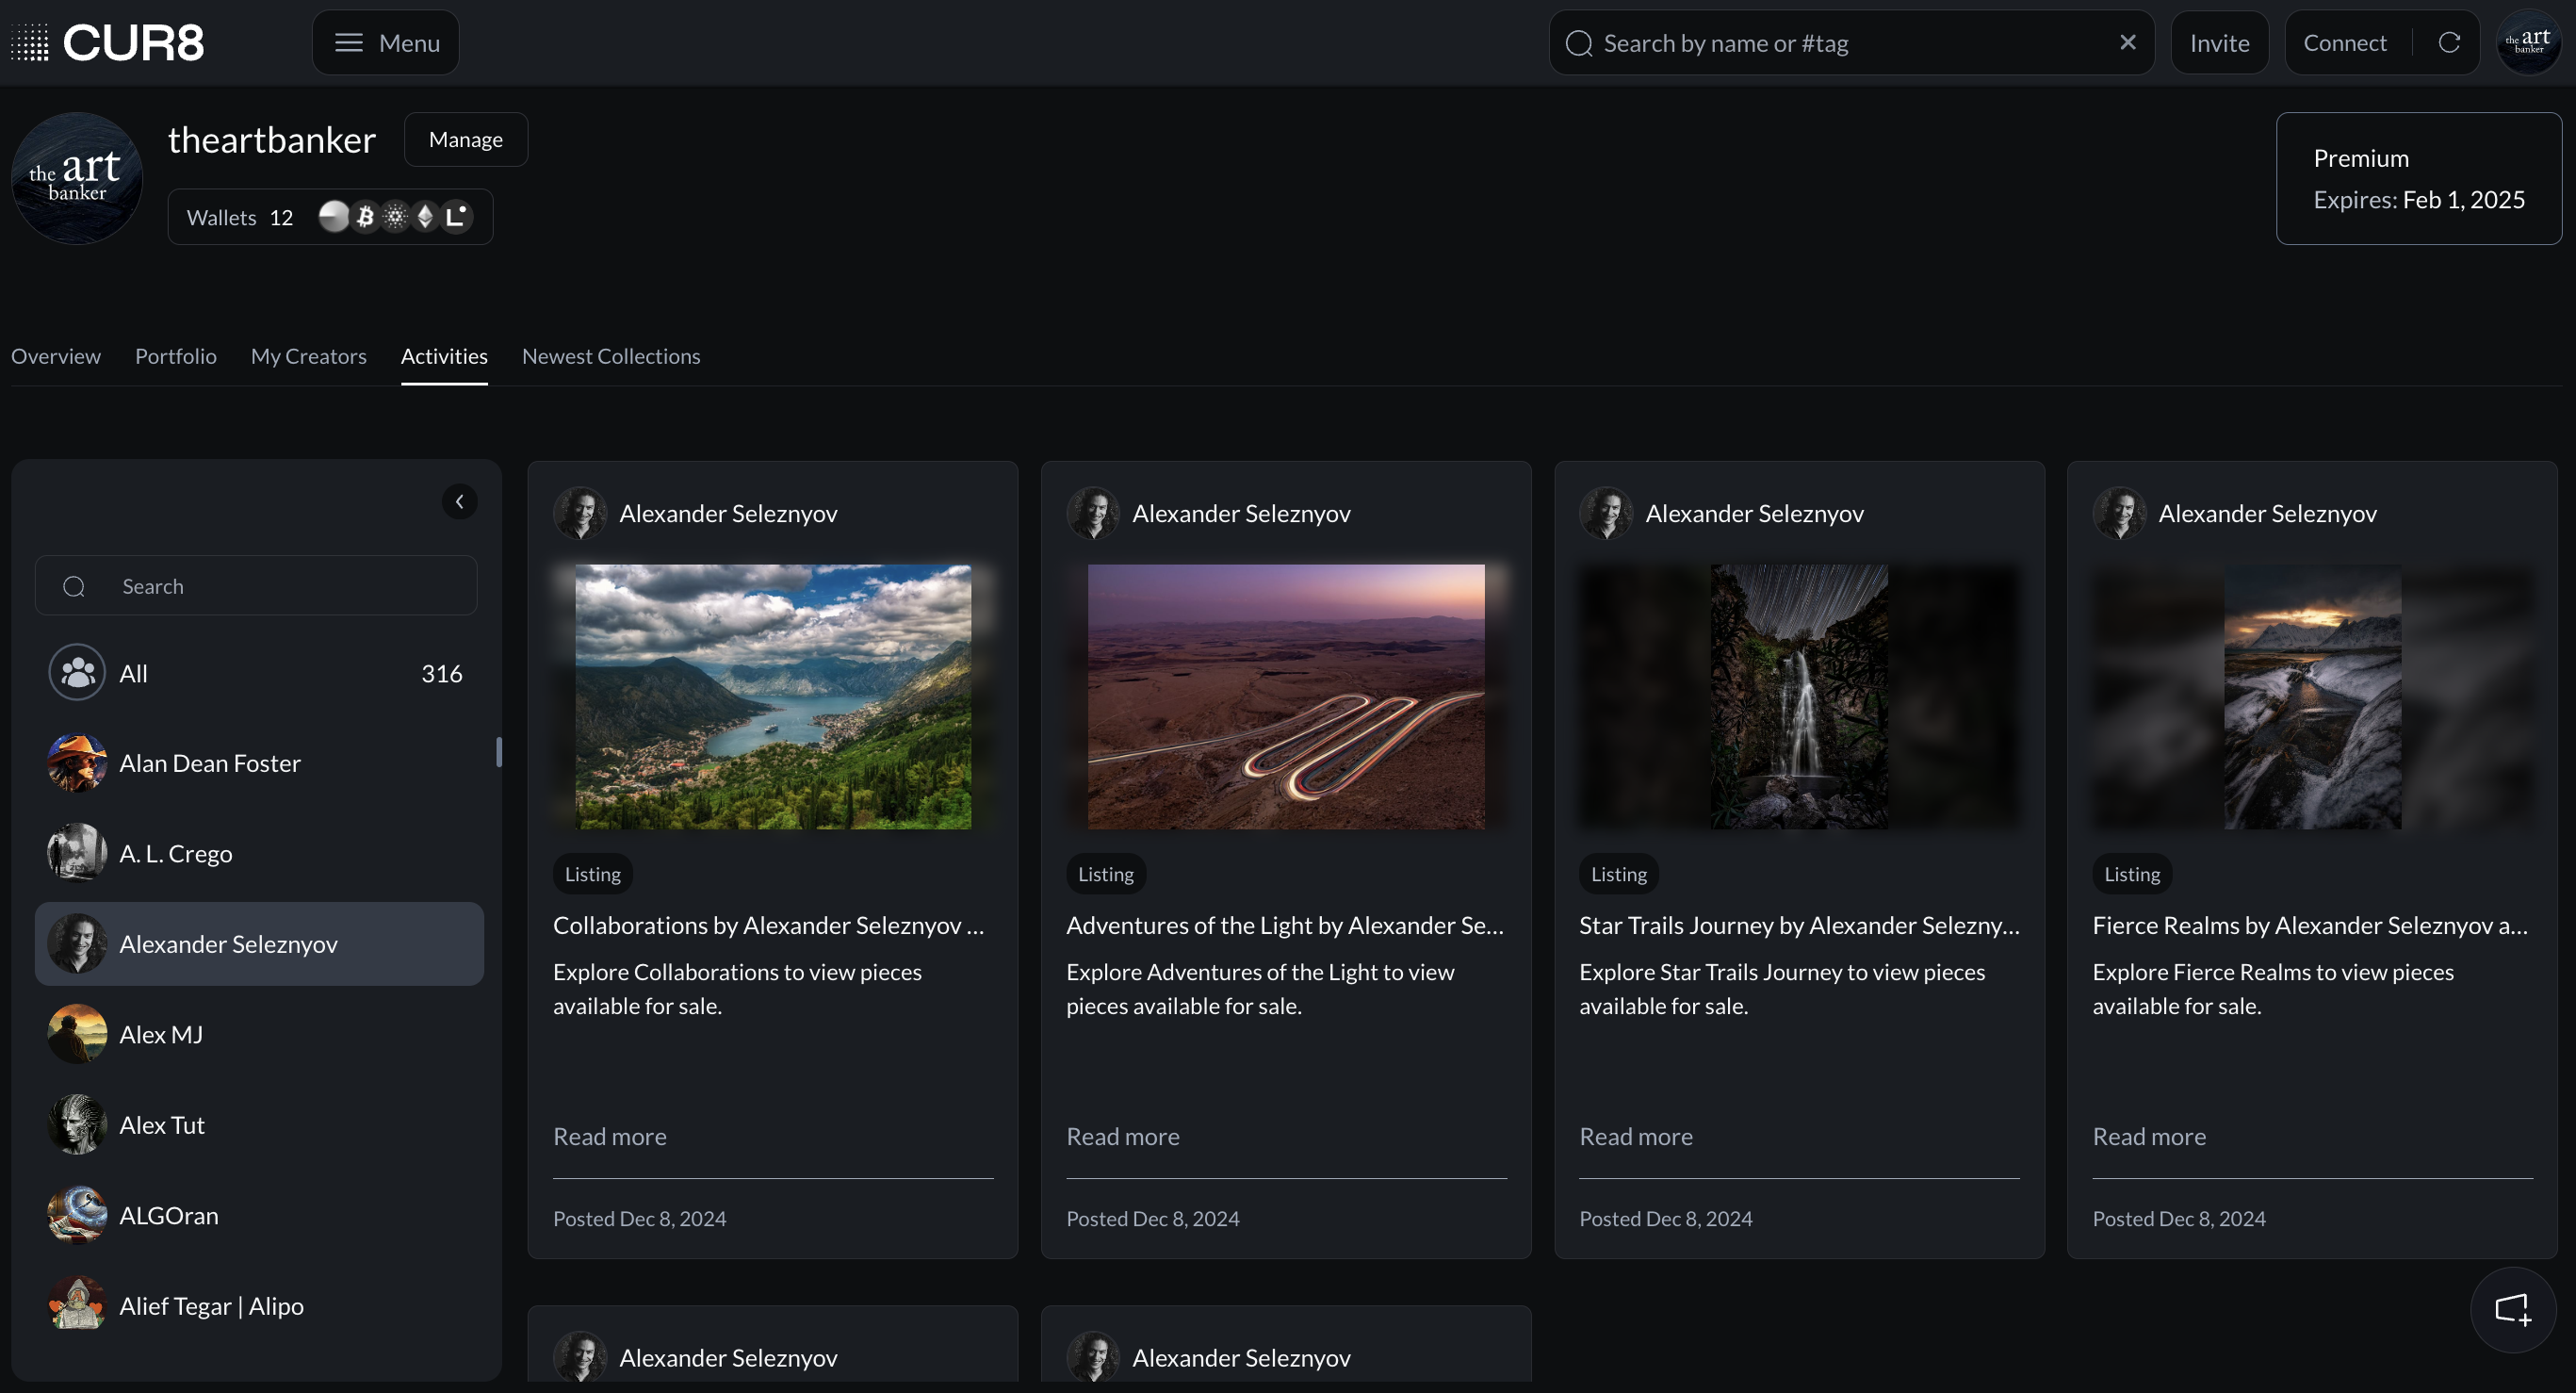 CUR8
Menu
Search by name or #tag
Invite
Connect
the art
banker
the art
banker
theartbanker
Manage
Wallets 12
Premium
Expires: Feb 1, 2025
Overview
Portfolio
My Creators
Activities
Newest Collections
Search
All 316
Alan Dean Foster
A. L. Crego
Alexander Seleznyov
Alex MJ
Alex Tut
ALGOran
Alief Tegar | Alipo
Alexander Seleznyov
Listing
Collaborations by Alexander Seleznyov ...
Explore Collaborations to view pieces
available for sale.
Read more
Posted Dec 8, 2024
Alexander Seleznyov
Listing
Adventures of the Light by Alexander Se...
Explore Adventures of the Light to view
pieces available for sale.
Read more
Posted Dec 8, 2024
Alexander Seleznyov
Listing
Star Trails Journey by Alexander Selezny...
Explore Star Trails Journey to view pieces
available for sale.
Read more
Posted Dec 8, 2024
Alexander Seleznyov
Listing
Fierce Realms by Alexander Seleznyov a...
Explore Fierce Realms to view pieces
available for sale.
Read more
Posted Dec 8, 2024
Alexander Seleznyov
Alexander Seleznyov